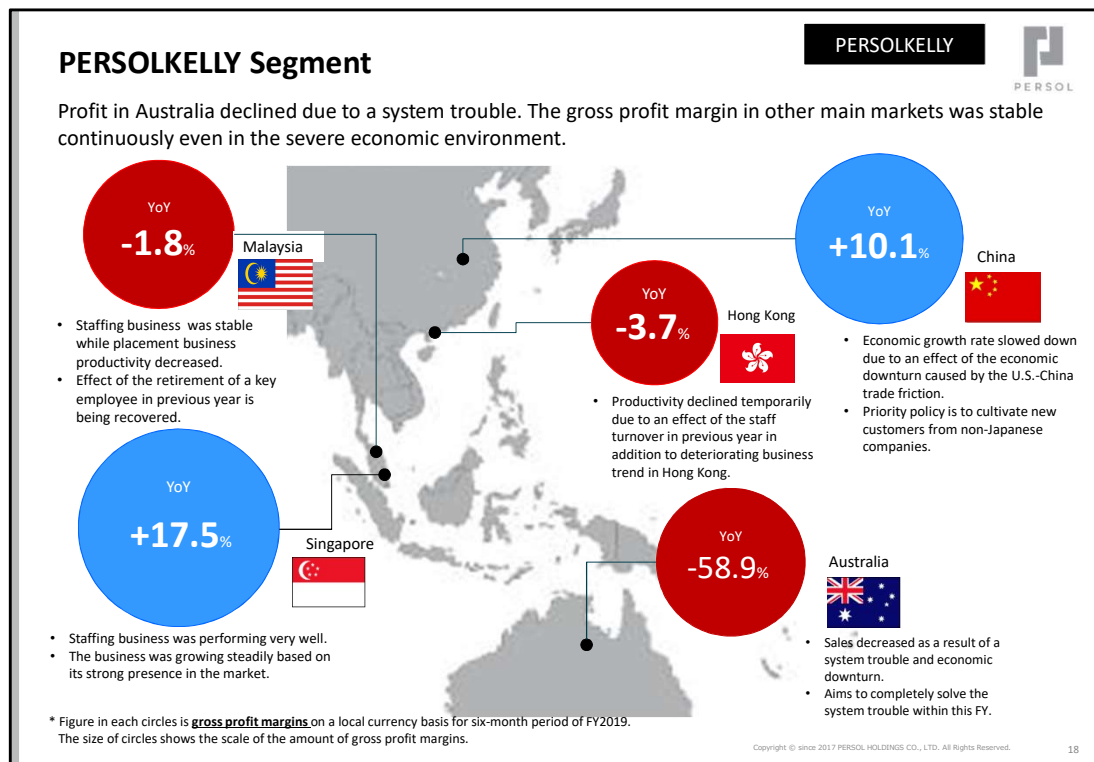 PERSOLKELLY
PERSOL
PERSOLKELLY Segment
Profit in Australia declined due to a system trouble. The gross profit margin in other main markets was stable
continuously even in the severe economic environment.
YoY
-1.8%
Malaysia
• Staffing business was stable
while placement business
productivity decreased.
• Effect of the retirement of a key
employee in previous year is
being recovered.
YoY
+10.1%
China
• Economic growth rate slowed down
due to an effect of the economic
downturn caused by the U.S.-China
trade friction.
• Priority policy is to cultivate new
customers from non-Japanese
companies.
YoY
-3.7%
Hong Kong
• Productivity declined temporarily
due to an effect of the staff
turnover in previous year in
addition to deteriorating business
trend in Hong Kong.
YoY
+17.5%
Singapore
• Staffing business was performing very well.
• The business was growing steadily based on
its strong presence in the market.
YoY
-58.9%
Australia
• Sales decreased as a result of a
system trouble and economic
downturn.
• Aims to completely solve the
system trouble within this FY.
* Figure in each circles is gross profit margins on a local currency basis for six-month period of FY2019.
The size of circles shows the scale of the amount of gross profit margins.
Copyright © since 2017 PERSOL HOLDINGS CO., LTD. All Rights Reserved.
18